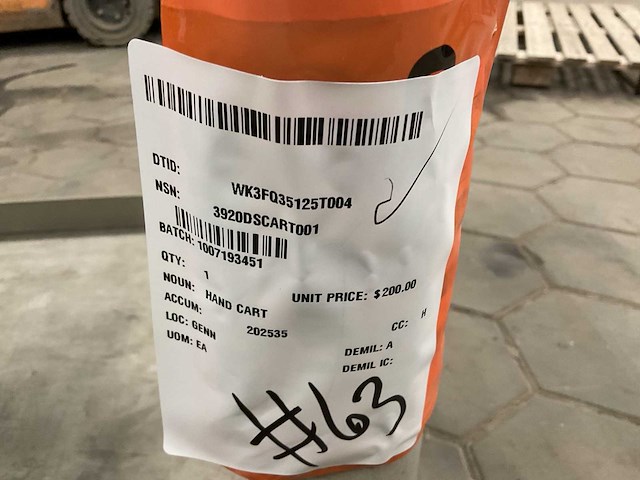 DTID: WK3FQ35125T004
NSN: 3920DSCART001
BATCH: 1007193451
QTY: 1 UNIT PRICE: $200.00
NOUN: HAND CART
ACCUM: 202535 CC: H
LOC: GENN DEMIL: A
UOM: EA DEMIL IC:
#63